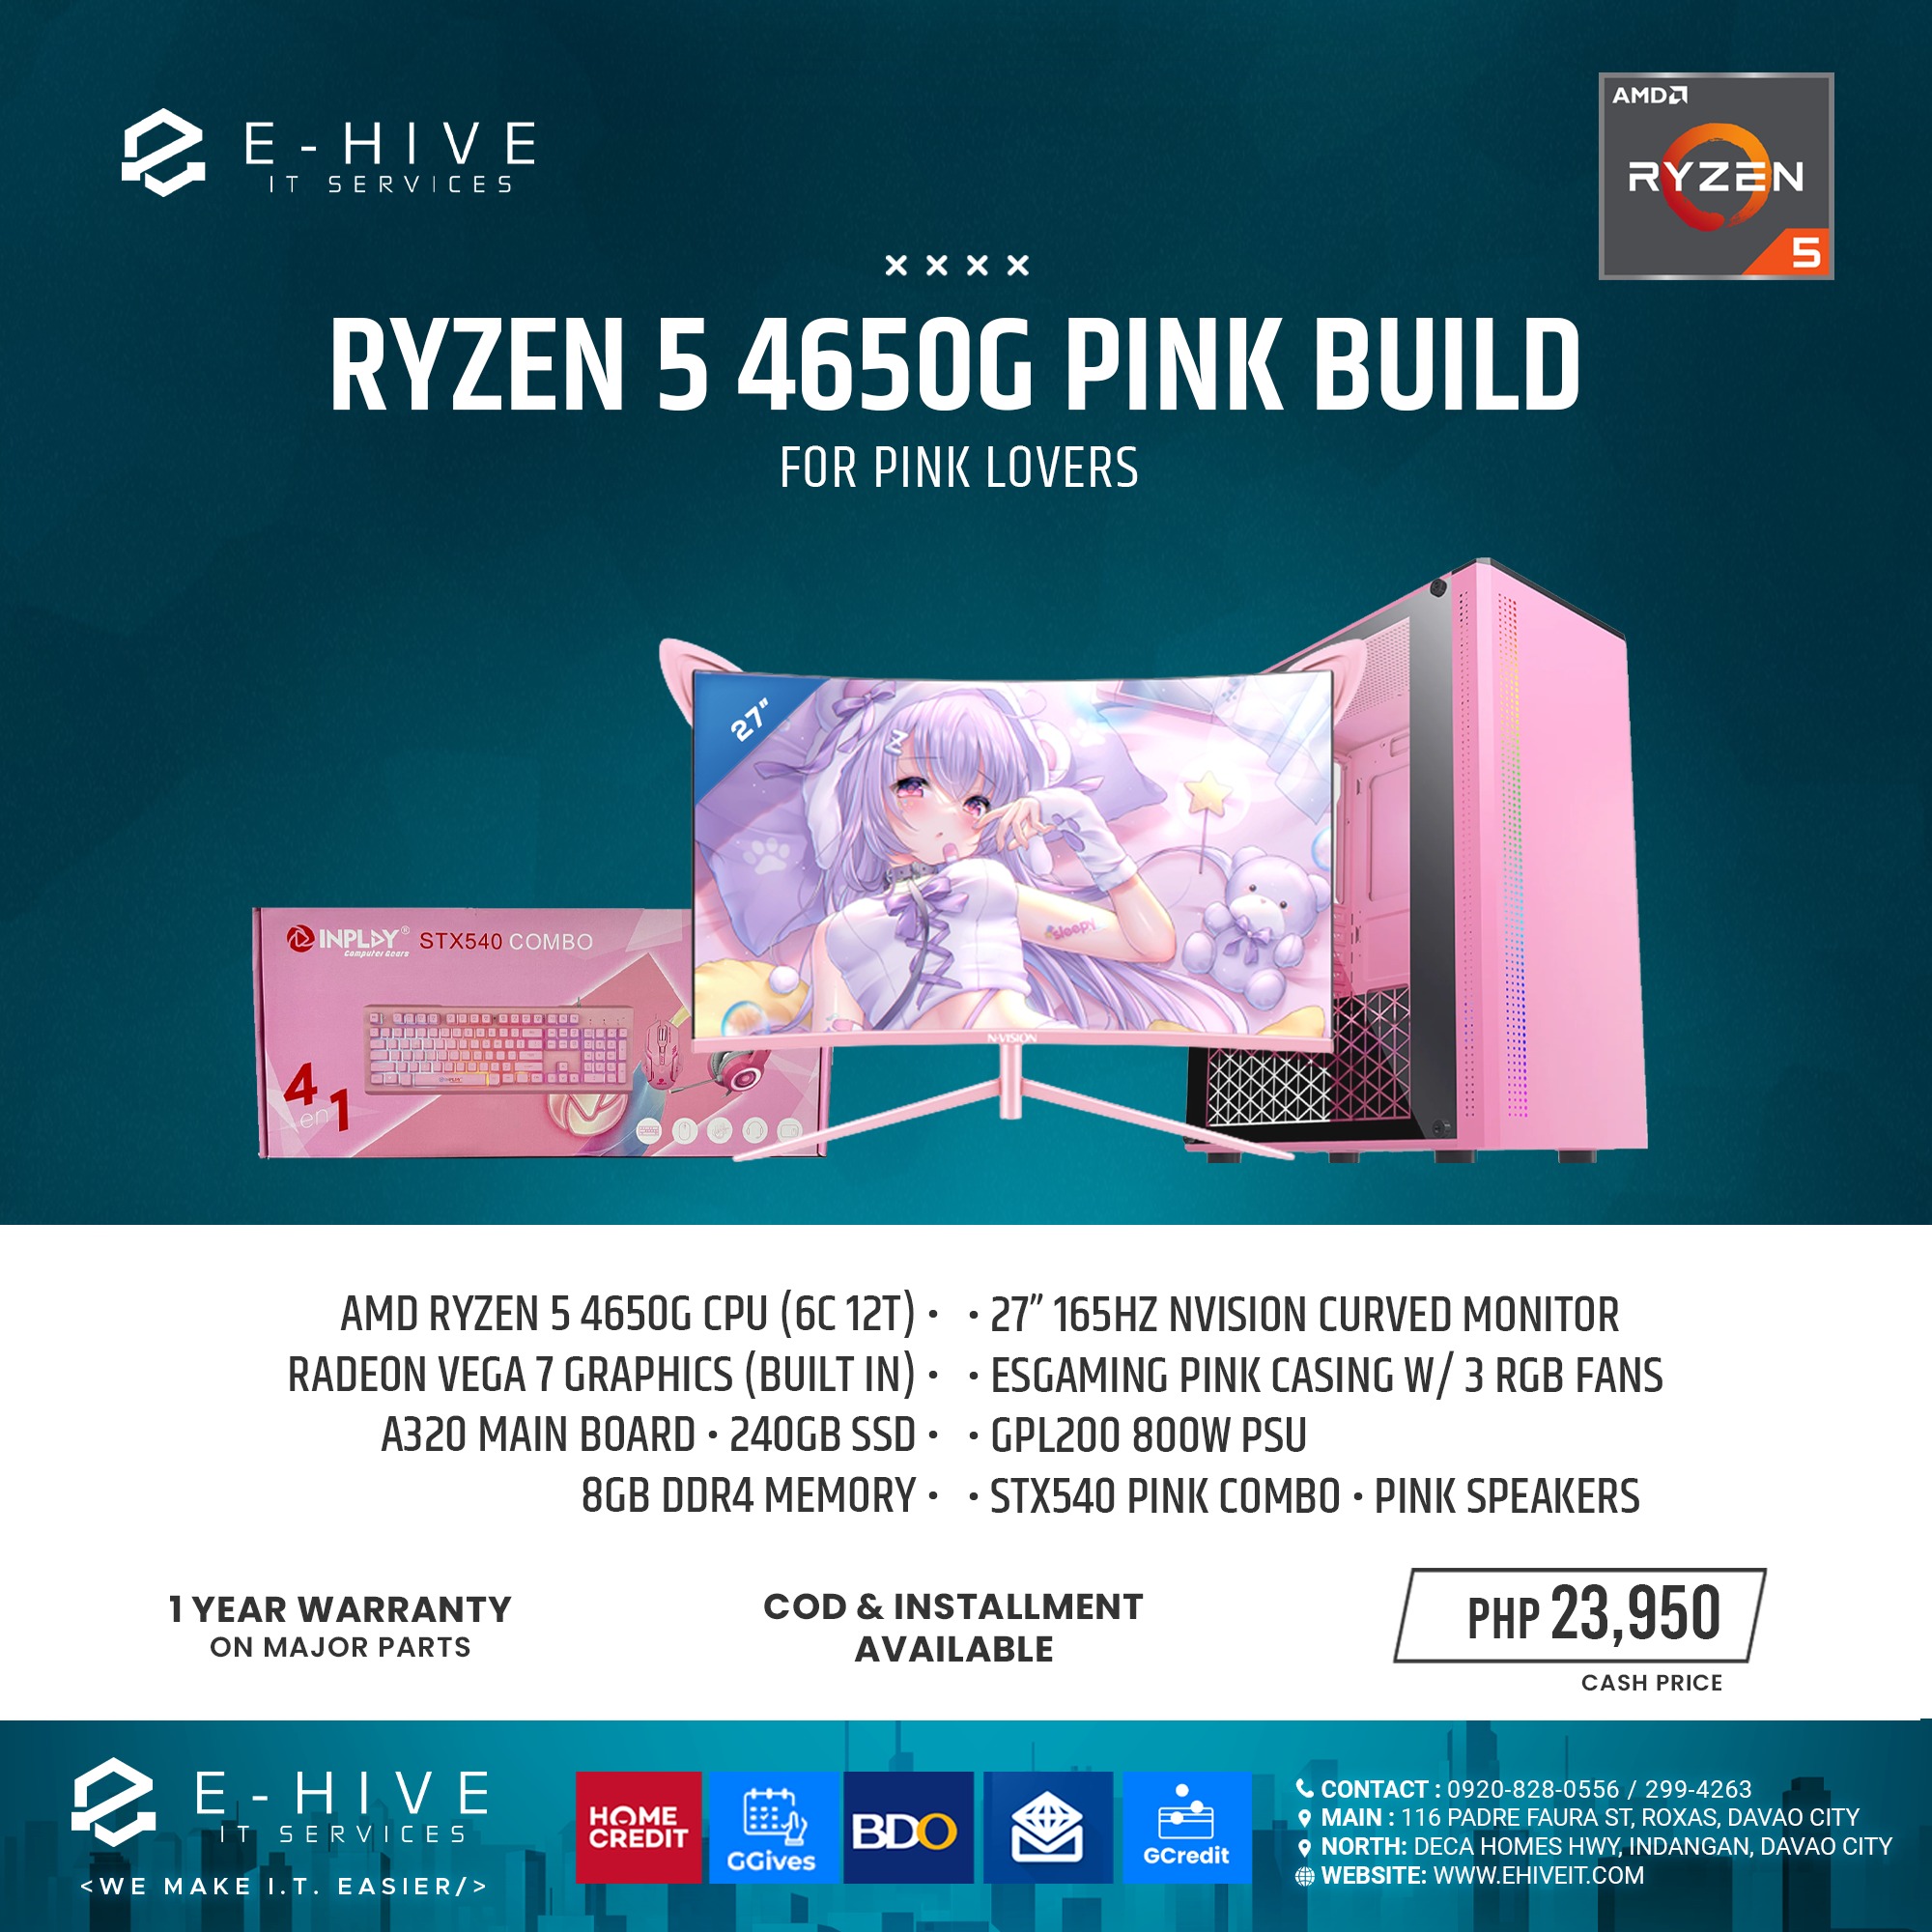 E-HIVE
IT SERVICES
AMD
RYZEN
5
RYZEN 5 4650G PINK BUILD
FOR PINK LOVERS
27"
sleepy
N-VISION
INPLAY® STX540 COMBO
Computer Gears
4 en 1
AMD RYZEN 5 4650G CPU (6C 12T) •
RADEON VEGA 7 GRAPHICS (BUILT IN) •
A320 MAIN BOARD • 240GB SSD •
8GB DDR4 MEMORY •
• 27” 165HZ NVISION CURVED MONITOR
• ESGAMING PINK CASING W/ 3 RGB FANS
• GPL200 800W PSU
• STX540 PINK COMBO • PINK SPEAKERS
1 YEAR WARRANTY
ON MAJOR PARTS
COD & INSTALLMENT
AVAILABLE
PHP 23,950
CASH PRICE
E-HIVE
IT SERVICES
<WE MAKE I.T. EASIER/>
HOME
CREDIT
GGives
BDO
GCredit
CONTACT : 0920-828-0556 / 299-4263
MAIN : 116 PADRE FAURA ST, ROXAS, DAVAO CITY
NORTH: DECA HOMES HWY, INDANGAN, DAVAO CITY
WEBSITE: WWW.EHIVEIT.COM